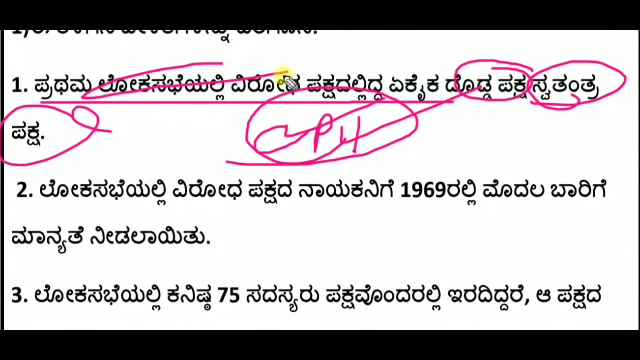 1. ಪ್ರಥಮ ಲೋಕಸಭೆಯಲ್ಲಿ ವಿರೋಧ ಪಕ್ಷದಲ್ಲಿದ್ದ ಏಕೈಕ ದೊಡ್ಡ ಪಕ್ಷ ಸ್ವತಂತ್ರ
ಪಕ್ಷ.
2. ಲೋಕಸಭೆಯಲ್ಲಿ ವಿರೋಧ ಪಕ್ಷದ ನಾಯಕನಿಗೆ 1969ರಲ್ಲಿ ಮೊದಲ ಬಾರಿಗೆ
ಮಾನ್ಯತೆ ನೀಡಲಾಯಿತು.
3. ಲೋಕಸಭೆಯಲ್ಲಿ ಕನಿಷ್ಠ 75 ಸದಸ್ಯರು ಪಕ್ಷವೊಂದರಲ್ಲಿ ಇರದಿದ್ದರೆ, ಆ ಪಕ್ಷದ